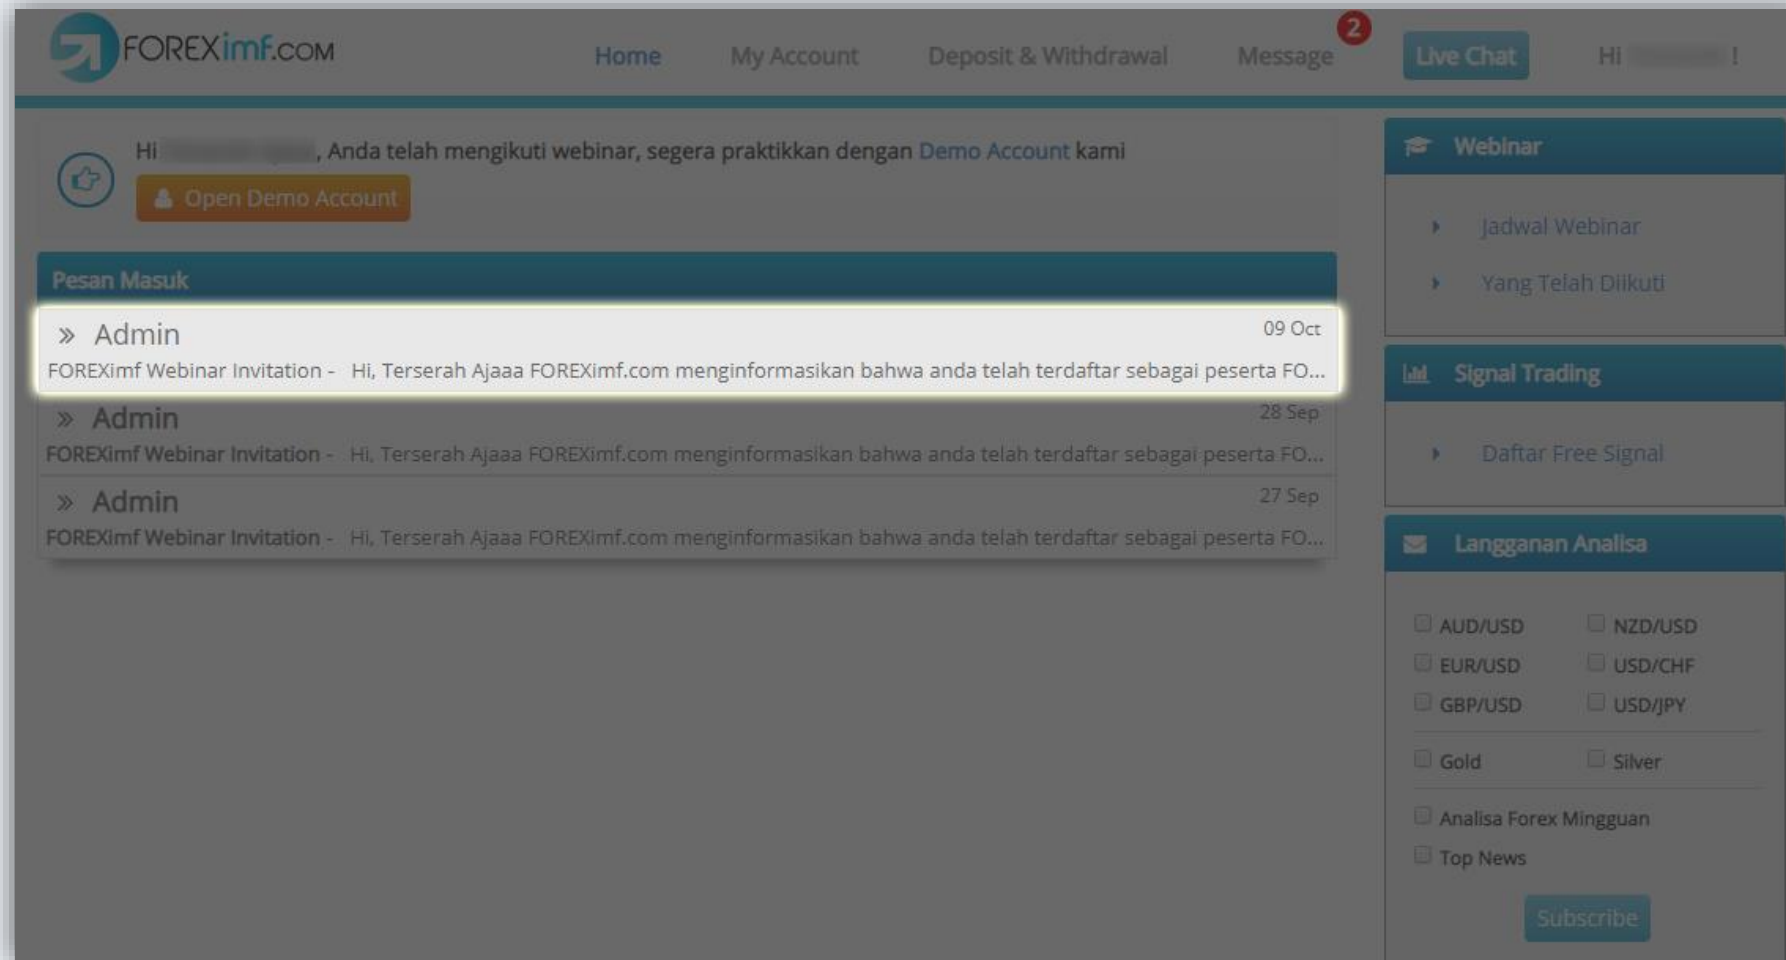 FOREXimf.COM
Home My Account Deposit & Withdrawal Message 2 Live Chat Hi !
Hi , Anda telah mengikuti webinar, segera praktikkan dengan Demo Account kami
Open Demo Account
Pesan Masuk
» Admin 09 Oct
FOREXimf Webinar Invitation - Hi, Terserah Ajaaa FOREXimf.com menginformasikan bahwa anda telah terdaftar sebagai peserta FO...
» Admin 28 Sep
FOREXimf Webinar Invitation - Hi, Terserah Ajaaa FOREXimf.com menginformasikan bahwa anda telah terdaftar sebagai peserta FO...
» Admin 27 Sep
FOREXimf Webinar Invitation - Hi, Terserah Ajaaa FOREXimf.com menginformasikan bahwa anda telah terdaftar sebagai peserta FO...
Webinar
Jadwal Webinar
Yang Telah Diikuti
Signal Trading
Daftar Free Signal
Langganan Analisa
AUD/USD NZD/USD
EUR/USD USD/CHF
GBP/USD USD/JPY
Gold Silver
Analisa Forex Mingguan
Top News
Subscribe